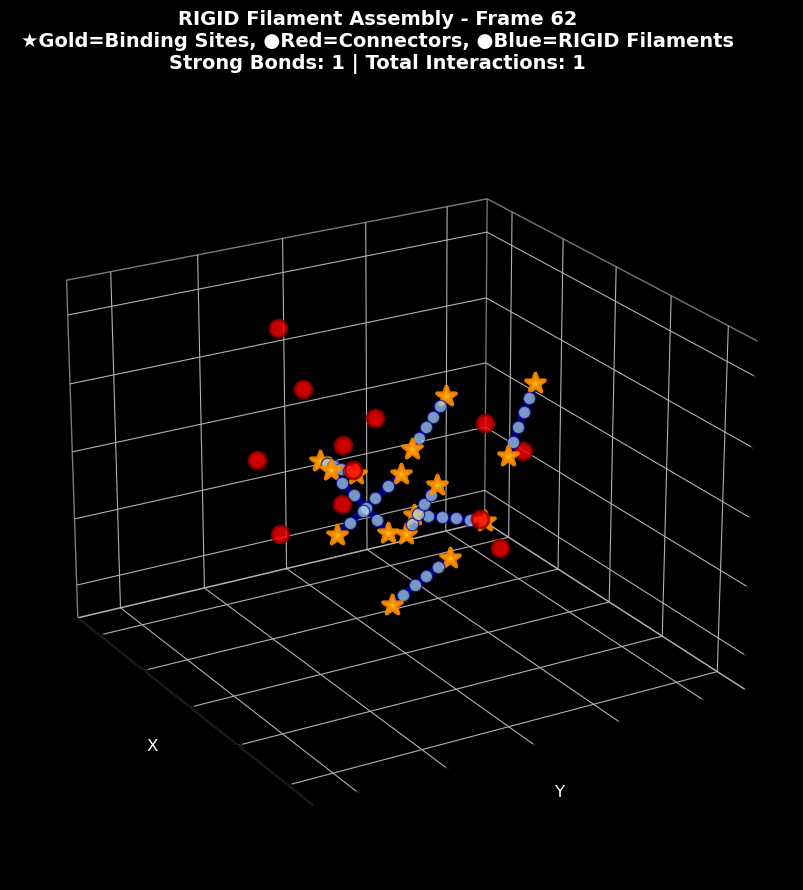 RIGID Filament Assembly - Frame 62
★Gold=Binding Sites, ●Red=Connectors, ●Blue=RIGID Filaments
Strong Bonds: 1 | Total Interactions: 1
X
Y